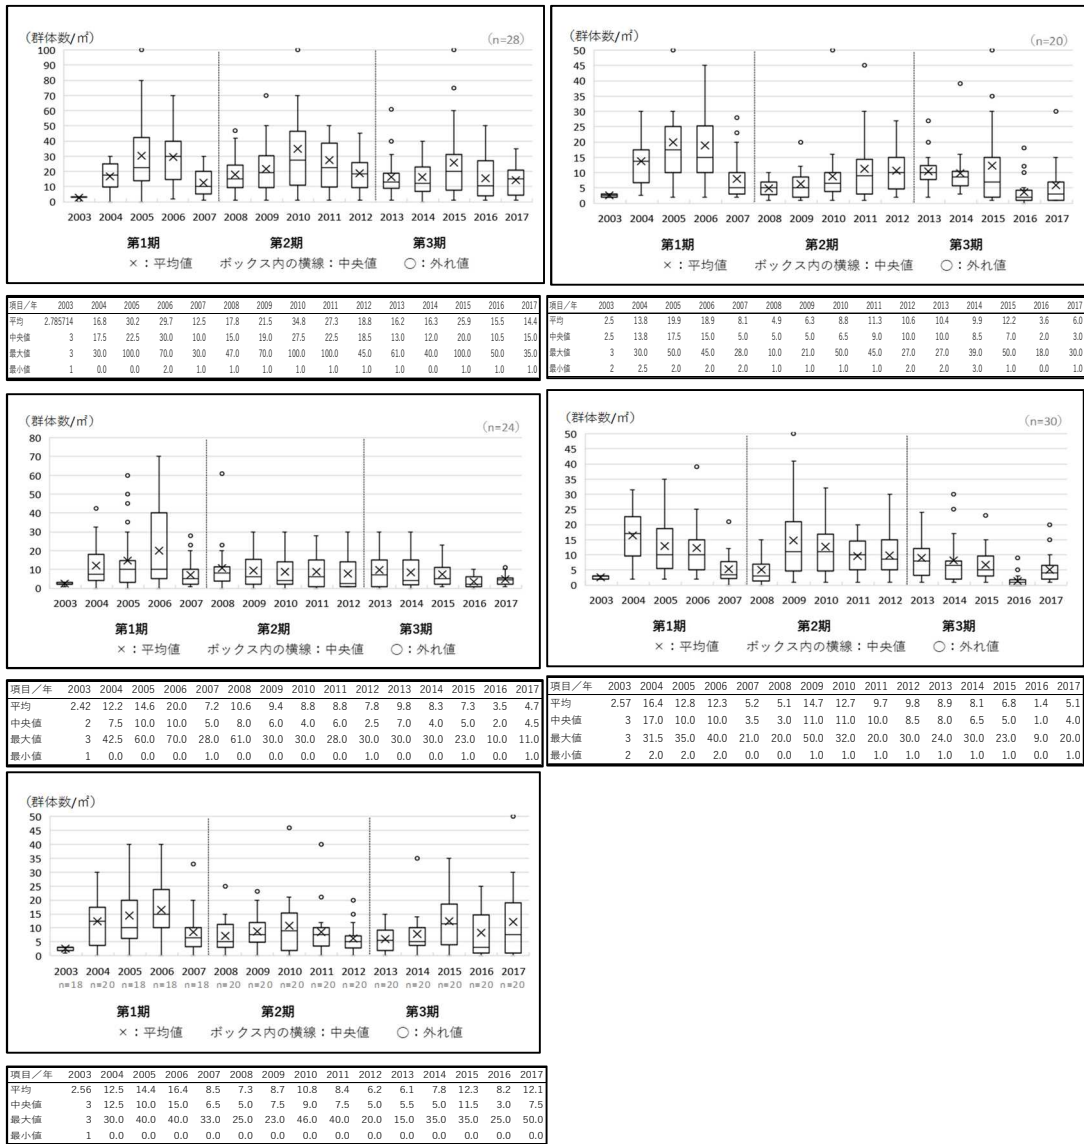 （群体数/㎡）
（n=28）
100
90
80
70
60
50
40
30
20
10
0
2003 2004 2005 2006 2007 2008 2009 2010 2011 2012 2013 2014 2015 2016 2017
第1期 第2期 第3期
×：平均値 ボックス内の横線：中央値 〇：外れ値
項目／年 2003 2004 2005 2006 2007 2008 2009 2010 2011 2012 2013 2014 2015 2016 2017
平均 2.785714 16.8 30.2 29.7 12.5 17.8 21.5 34.8 27.3 18.8 16.2 16.3 25.9 15.5 14.4
中央値 3 17.5 22.5 30.0 10.0 15.0 19.0 27.5 22.5 18.5 13.0 12.0 20.0 10.5 15.0
最大値 3 30.0 100.0 70.0 30.0 47.0 70.0 100.0 100.0 45.0 61.0 40.0 100.0 50.0 35.0
最小値 1 0.0 0.0 2.0 1.0 1.0 1.0 1.0 1.0 1.0 1.0 0.0 1.0 1.0 1.0
（群体数/㎡）
（n=20）
50
45
40
35
30
25
20
15
10
5
0
2003 2004 2005 2006 2007 2008 2009 2010 2011 2012 2013 2014 2015 2016 2017
第1期 第2期 第3期
×：平均値 ボックス内の横線：中央値 〇：外れ値
項目／年 2003 2004 2005 2006 2007 2008 2009 2010 2011 2012 2013 2014 2015 2016 2017
平均 2.5 13.8 19.9 18.9 8.1 4.9 6.3 8.8 11.3 10.6 10.4 9.9 12.2 3.6 6.0
中央値 2.5 13.8 17.5 15.0 5.0 5.0 5.0 6.5 9.0 10.0 10.0 8.5 7.0 2.0 3.0
最大値 3 30.0 50.0 45.0 28.0 10.0 21.0 50.0 45.0 27.0 27.0 39.0 50.0 18.0 30.0
最小値 2 2.5 2.0 2.0 2.0 1.0 1.0 1.0 1.0 2.0 2.0 3.0 1.0 0.0 1.0
（群体数/㎡）
（n=24）
80
70
60
50
40
30
20
10
0
2003 2004 2005 2006 2007 2008 2009 2010 2011 2012 2013 2014 2015 2016 2017
第1期 第2期 第3期
×：平均値 ボックス内の横線：中央値 〇：外れ値
項目／年 2003 2004 2005 2006 2007 2008 2009 2010 2011 2012 2013 2014 2015 2016 2017
平均 2.42 12.2 14.6 20.0 7.2 10.6 9.4 8.8 8.8 7.8 9.8 8.3 7.3 3.5 4.7
中央値 2 7.5 10.0 10.0 5.0 8.0 6.0 4.0 6.0 2.5 7.0 4.0 5.0 2.0 4.5
最大値 3 42.5 60.0 70.0 28.0 61.0 30.0 30.0 28.0 30.0 30.0 30.0 23.0 10.0 11.0
最小値 1 0.0 0.0 0.0 1.0 0.0 0.0 0.0 0.0 1.0 0.0 0.0 1.0 0.0 1.0
（群体数/㎡）
（n=30）
50
45
40
35
30
25
20
15
10
5
0
2003 2004 2005 2006 2007 2008 2009 2010 2011 2012 2013 2014 2015 2016 2017
第1期 第2期 第3期
×：平均値 ボックス内の横線：中央値 〇：外れ値
項目／年 2003 2004 2005 2006 2007 2008 2009 2010 2011 2012 2013 2014 2015 2016 2017
平均 2.57 16.4 12.8 12.3 5.2 5.1 14.7 12.7 9.7 9.8 8.9 8.1 6.8 1.4 5.1
中央値 3 17.0 10.0 10.0 3.5 3.0 11.0 11.0 10.0 8.5 8.0 6.5 5.0 1.0 4.0
最大値 3 31.5 35.0 40.0 21.0 20.0 50.0 32.0 20.0 30.0 24.0 30.0 23.0 9.0 20.0
最小値 2 2.0 2.0 2.0 0.0 0.0 1.0 1.0 1.0 1.0 1.0 1.0 1.0 0.0 1.0
（群体数/㎡）
50
45
40
35
30
25
20
15
10
5
0
2003 2004 2005 2006 2007 2008 2009 2010 2011 2012 2013 2014 2015 2016 2017
n=18 n=20 n=18 n=18 n=18 n=20 n=20 n=20 n=20 n=20 n=20 n=20 n=20 n=20 n=20
第1期 第2期 第3期
×：平均値 ボックス内の横線：中央値 〇：外れ値
項目／年 2003 2004 2005 2006 2007 2008 2009 2010 2011 2012 2013 2014 2015 2016 2017
平均 2.56 12.5 14.4 16.4 8.5 7.3 8.7 10.8 8.4 6.2 6.1 7.8 12.3 8.2 12.1
中央値 3 12.5 10.0 15.0 6.5 5.0 7.5 9.0 7.5 5.0 5.5 5.0 11.5 3.0 7.5
最大値 3 30.0 40.0 40.0 33.0 25.0 23.0 46.0 40.0 20.0 15.0 35.0 35.0 25.0 50.0
最小値 1 0.0 0.0 0.0 0.0 0.0 0.0 0.0 0.0 0.0 0.0 0.0 0.0 0.0 0.0